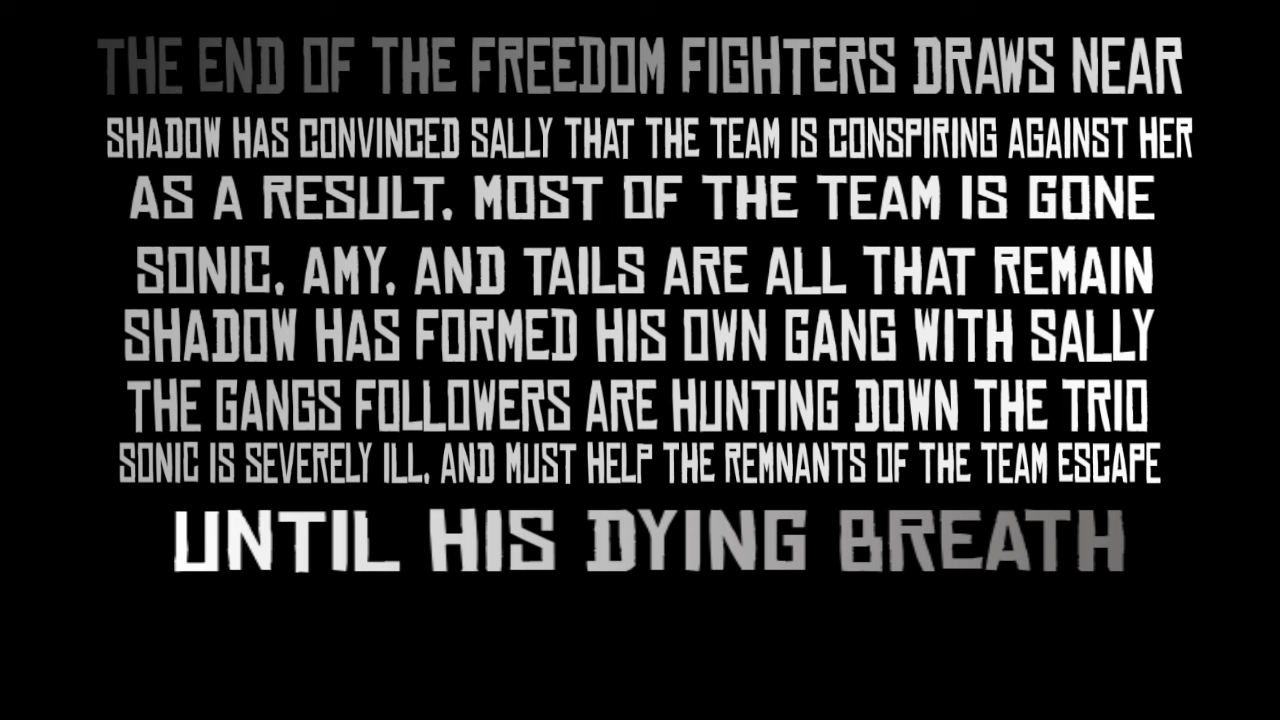 THE END OF THE FREEDOM FIGHTERS DRAWS NEAR
SHADOW HAS CONVINCED SALLY THAT THE TEAM IS CONSPIRING AGAINST HER
AS A RESULT, MOST OF THE TEAM IS GONE
SONIC, AMY, AND TAILS ARE ALL THAT REMAIN
SHADOW HAS FORMED HIS OWN GANG WITH SALLY
THE GANGS FOLLOWERS ARE HUNTING DOWN THE TRIO
SONIC IS SEVERELY ILL, AND MUST HELP THE REMNANTS OF THE TEAM ESCAPE
UNTIL HIS DYING BREATH